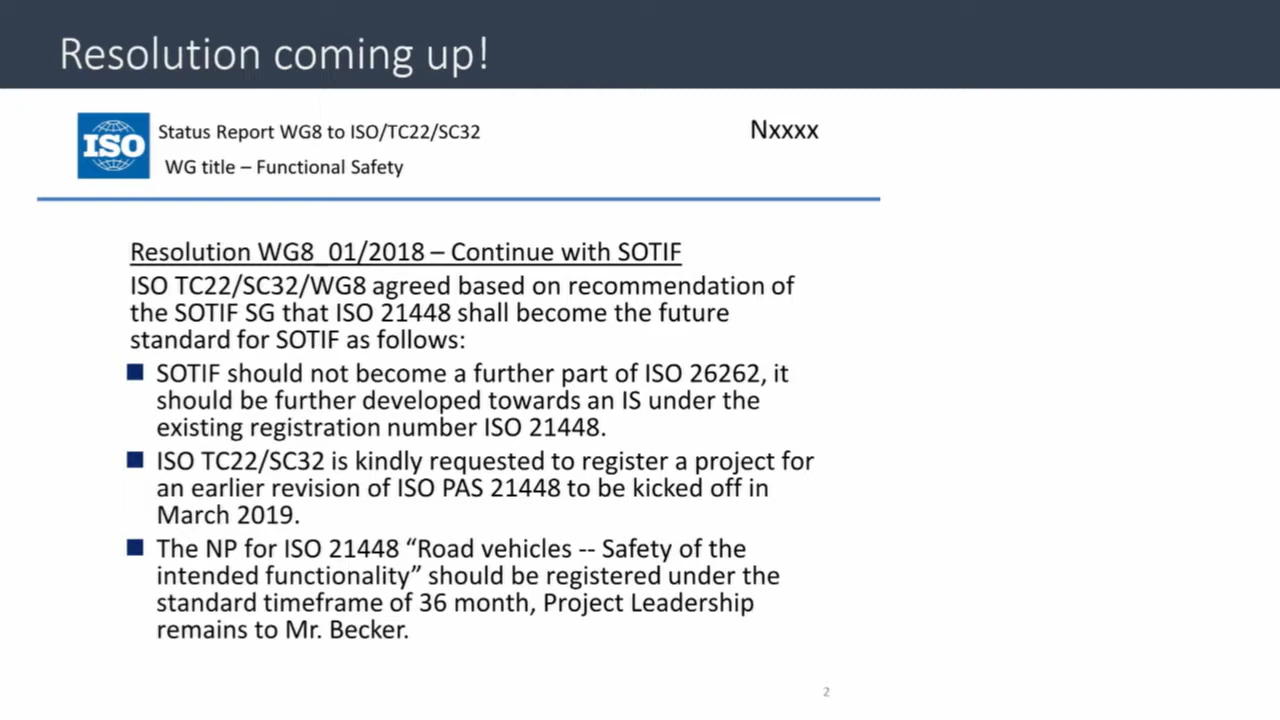 Resolution coming up!
ISO
Status Report WG8 to ISO/TC22/SC32
Nxxxx
WG title – Functional Safety
Resolution WG8_01/2018 – Continue with SOTIF
ISO TC22/SC32/WG8 agreed based on recommendation of
the SOTIF SG that ISO 21448 shall become the future
standard for SOTIF as follows:
SOTIF should not become a further part of ISO 26262, it
should be further developed towards an IS under the
existing registration number ISO 21448.
ISO TC22/SC32 is kindly requested to register a project for
an earlier revision of ISO PAS 21448 to be kicked off in
March 2019.
The NP for ISO 21448 “Road vehicles -- Safety of the
intended functionality” should be registered under the
standard timeframe of 36 month, Project Leadership
remains to Mr. Becker.
2